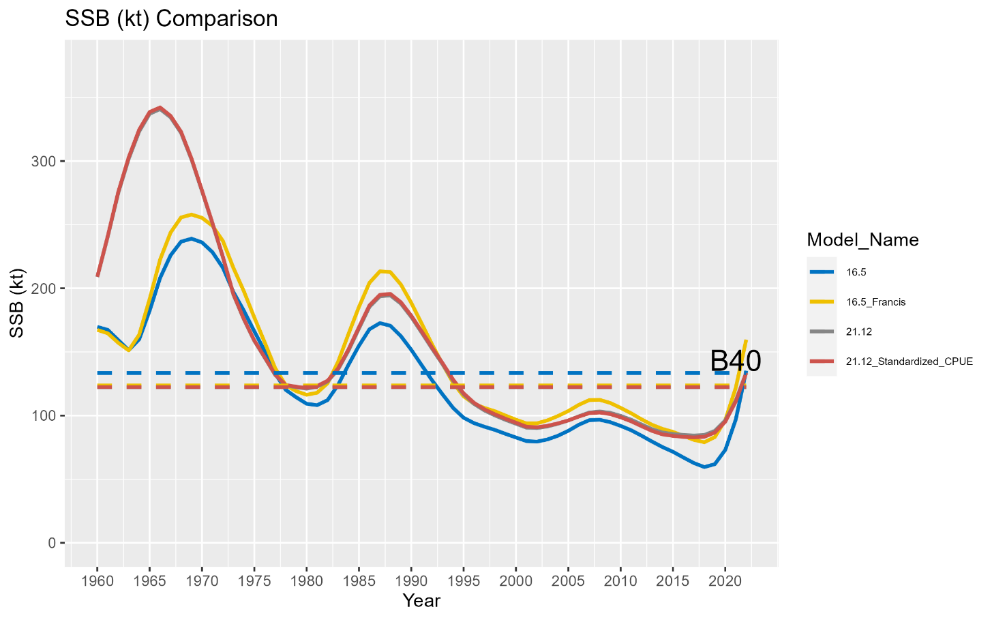 SSB (kt) Comparison
SSB (kt)
300
200
100
0
B40
1960 1965 1970 1975 1980 1985 1990 1995 2000 2005 2010 2015 2020
Year
Model_Name
16.5
16.5_Francis
21.12
21.12_Standardized_CPUE